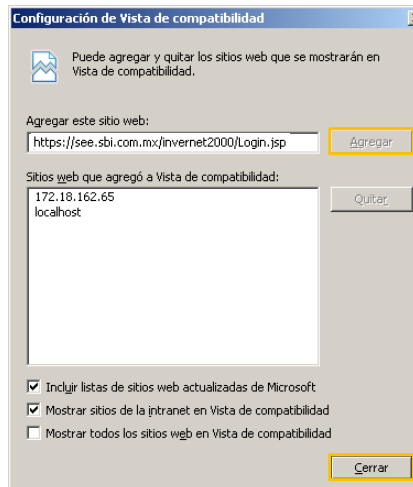 Configuración de Vista de compatibilidad
Puede agregar y quitar los sitios web que se mostrarán en
Vista de compatibilidad.
Agregar este sitio web:
https://see.sbi.com.mx/invernet2000/Login.jsp
Agregar
Sitios web que agregó a Vista de compatibilidad:
172.18.162.65
localhost
Quitar
Incluir listas de sitios web actualizadas de Microsoft
Mostrar sitios de la intranet en Vista de compatibilidad
Mostrar todos los sitios web en Vista de compatibilidad
Cerrar